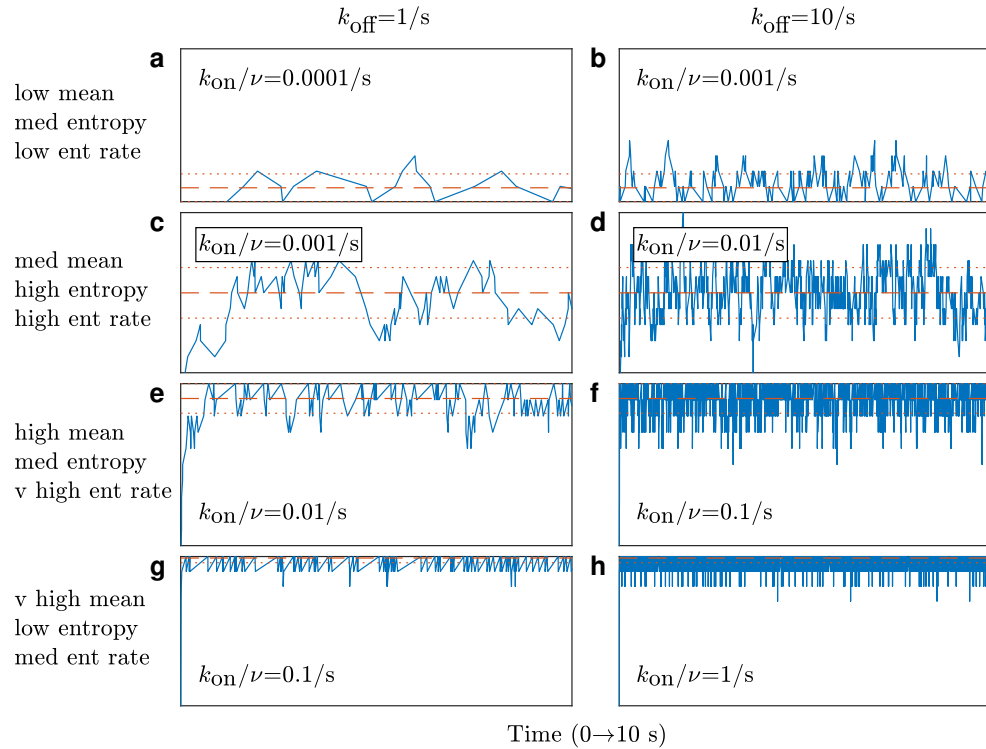 k_off=1/s
k_off=10/s
a
b
k_on/ν=0.0001/s
k_on/ν=0.001/s
low mean
med entropy
low ent rate
c
d
k_on/ν=0.001/s
k_on/ν=0.01/s
med mean
high entropy
high ent rate
e
f
high mean
med entropy
v high ent rate
k_on/ν=0.01/s
k_on/ν=0.1/s
g
h
v high mean
low entropy
med ent rate
k_on/ν=0.1/s
k_on/ν=1/s
Time (0→10 s)